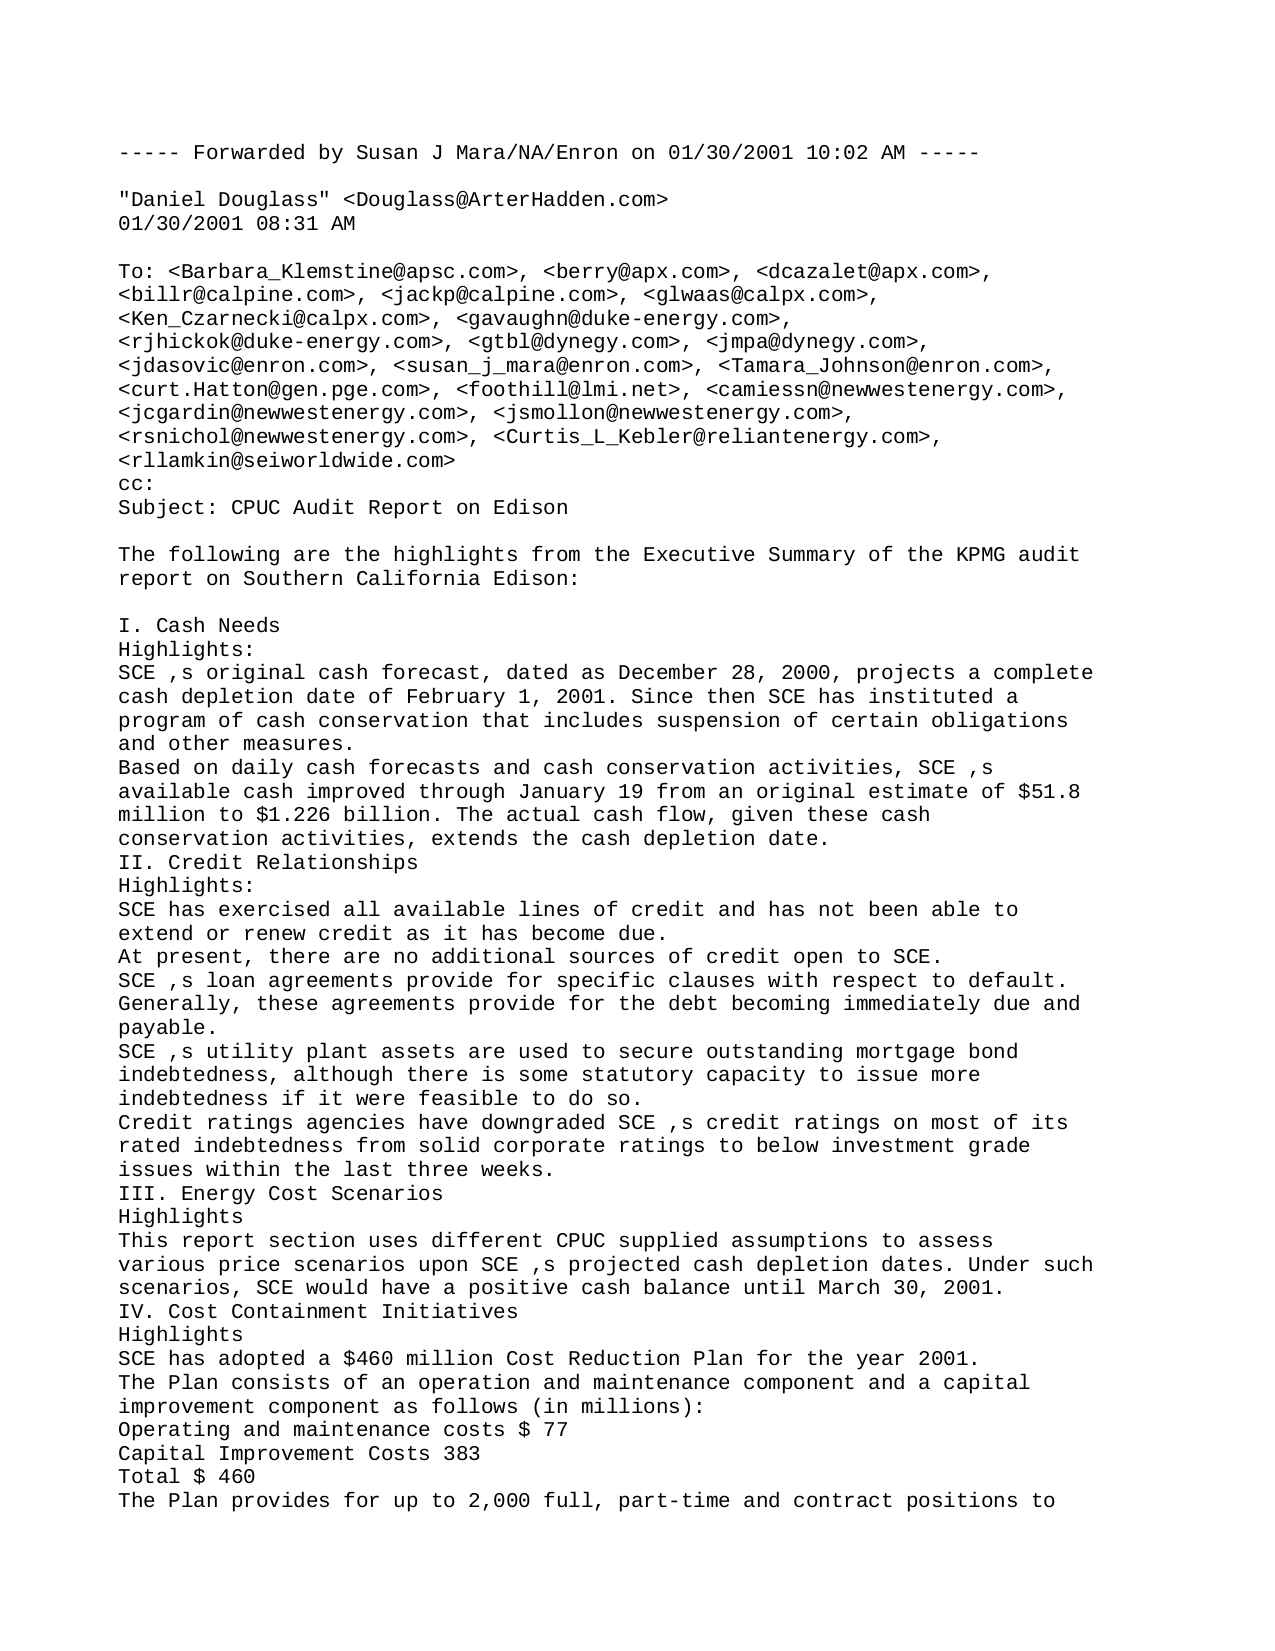 ----- Forwarded by Susan J Mara/NA/Enron on 01/30/2001 10:02 AM -----
"Daniel Douglass" <Douglass@ArterHadden.com>
01/30/2001 08:31 AM
To: <Barbara_Klemstine@apsc.com>, <berry@apx.com>, <dcazalet@apx.com>,
<billr@calpine.com>, <jackp@calpine.com>, <glwaas@calpx.com>,
<Ken_Czarnecki@calpx.com>, <gavaughn@duke-energy.com>,
<rjhickok@duke-energy.com>, <gtbl@dynegy.com>, <jmpa@dynegy.com>,
<jdasovic@enron.com>, <susan_j_mara@enron.com>, <Tamara_Johnson@enron.com>,
<curt.Hatton@gen.pge.com>, <foothill@lmi.net>, <camiessn@newwestenergy.com>,
<jcgardin@newwestenergy.com>, <jsmollon@newwestenergy.com>,
<rsnichol@newwestenergy.com>, <Curtis_L_Kebler@reliantenergy.com>,
<rllamkin@seiworldwide.com>
cc:
Subject: CPUC Audit Report on Edison
The following are the highlights from the Executive Summary of the KPMG audit
report on Southern California Edison:
I. Cash Needs
Highlights:
SCE ,s original cash forecast, dated as December 28, 2000, projects a complete
cash depletion date of February 1, 2001. Since then SCE has instituted a
program of cash conservation that includes suspension of certain obligations
and other measures.
Based on daily cash forecasts and cash conservation activities, SCE ,s
available cash improved through January 19 from an original estimate of $51.8
million to $1.226 billion. The actual cash flow, given these cash
conservation activities, extends the cash depletion date.
II. Credit Relationships
Highlights:
SCE has exercised all available lines of credit and has not been able to
extend or renew credit as it has become due.
At present, there are no additional sources of credit open to SCE.
SCE ,s loan agreements provide for specific clauses with respect to default.
Generally, these agreements provide for the debt becoming immediately due and
payable.
SCE ,s utility plant assets are used to secure outstanding mortgage bond
indebtedness, although there is some statutory capacity to issue more
indebtedness if it were feasible to do so.
Credit ratings agencies have downgraded SCE ,s credit ratings on most of its
rated indebtedness from solid corporate ratings to below investment grade
issues within the last three weeks.
III. Energy Cost Scenarios
Highlights
This report section uses different CPUC supplied assumptions to assess
various price scenarios upon SCE ,s projected cash depletion dates. Under such
scenarios, SCE would have a positive cash balance until March 30, 2001.
IV. Cost Containment Initiatives
Highlights
SCE has adopted a $460 million Cost Reduction Plan for the year 2001.
The Plan consists of an operation and maintenance component and a capital
improvement component as follows (in millions):
Operating and maintenance costs $ 77
Capital Improvement Costs 383
Total $ 460
The Plan provides for up to 2,000 full, part-time and contract positions to